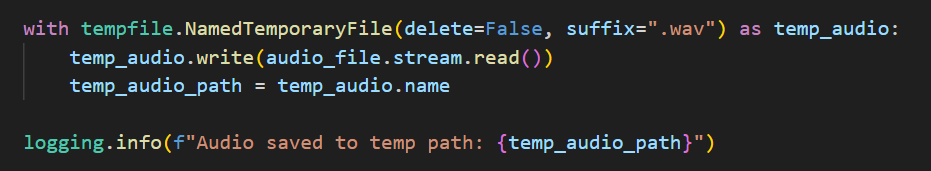 with tempfile.NamedTemporaryFile(delete=False, suffix=".wav") as temp_audio:
    temp_audio.write(audio_file.stream.read())
    temp_audio_path = temp_audio.name
logging.info(f"Audio saved to temp path: {temp_audio_path}")